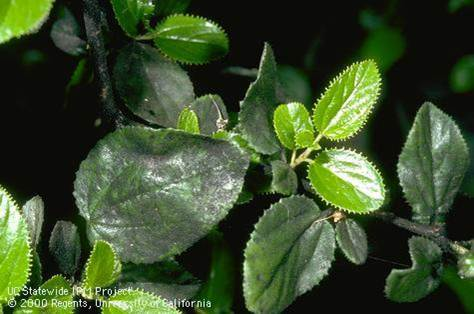 UC Statewide IPM Project
© 2000 Regents, University of California